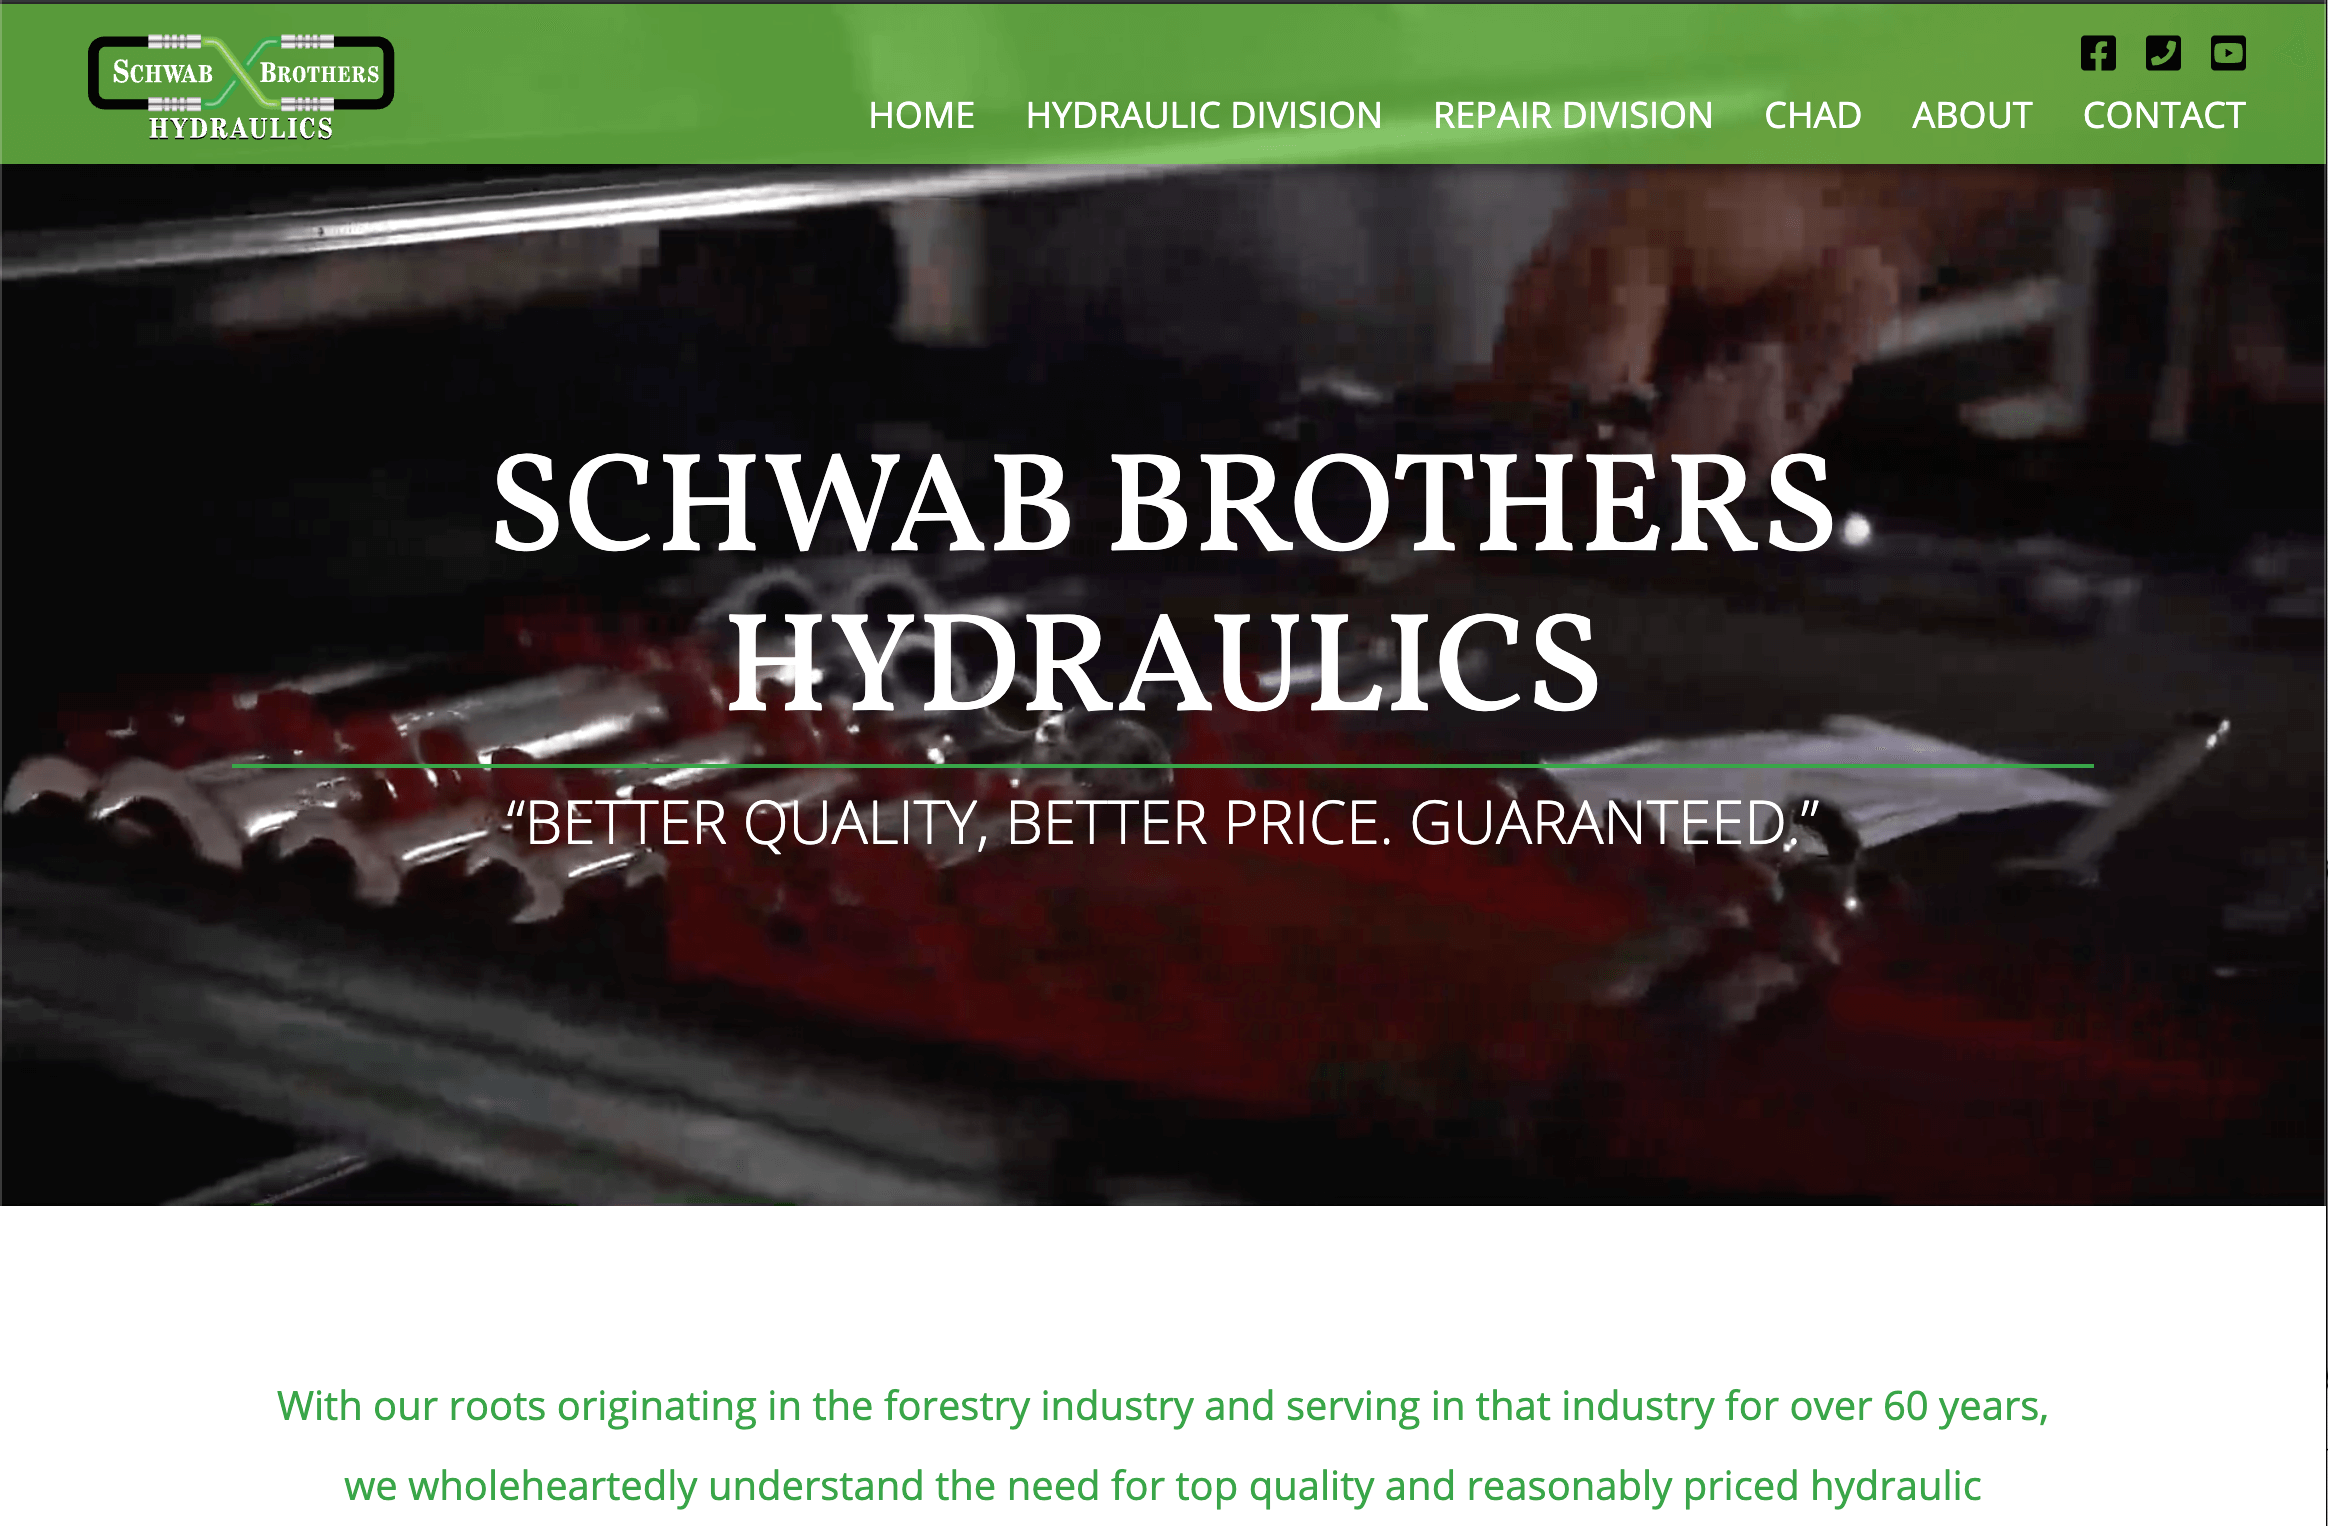 SCHWAB BROTHERS
HYDRAULICS
HOME HYDRAULIC DIVISION REPAIR DIVISION CHAD ABOUT CONTACT
SCHWAB BROTHERS
HYDRAULICS
“BETTER QUALITY, BETTER PRICE. GUARANTEED.”
With our roots originating in the forestry industry and serving in that industry for over 60 years,
we wholeheartedly understand the need for top quality and reasonably priced hydraulic